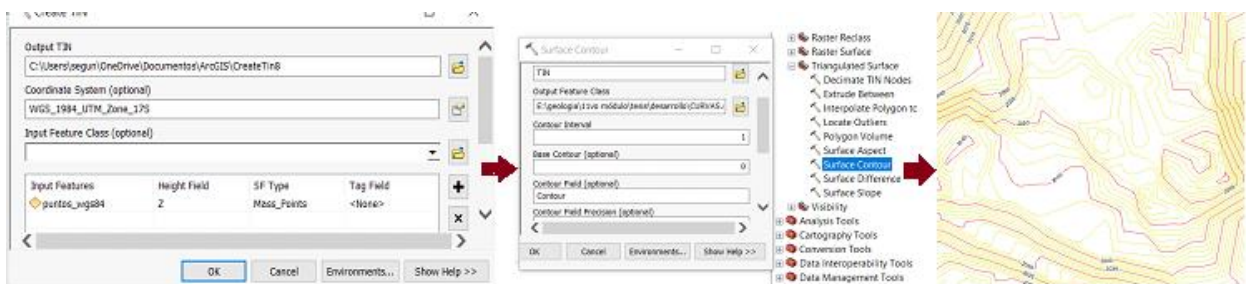 Create TIN
Output TIN
C:\Users\segun\OneDrive\Documentos\ArcGIS\CreateTin8
Coordinate System (optional)
WGS_1984_UTM_Zone_17S
Input Feature Class (optional)
Input Features Height Field SF Type Tag Field
puntos_wgs84 Z Mass_Points <None>
OK Cancel Environments... Show Help >>
Surface Contour
TIN
Output Feature Class
Contour Interval
1
Base Contour (optional)
0
Contour Field (optional)
Contour
Contour Field Precision (optional)
OK Cancel Environments... Show Help >>
Raster Reclass
Raster Surface
Triangulated Surface
Decimate TIN Nodes
Extrude Between
Interpolate Polygon to
Locate Outliers
Polygon Volume
Surface Aspect
Surface Contour
Surface Difference
Surface Slope
Visibility
Analysis Tools
Cartography Tools
Conversion Tools
Data Interoperability Tools
Data Management Tools